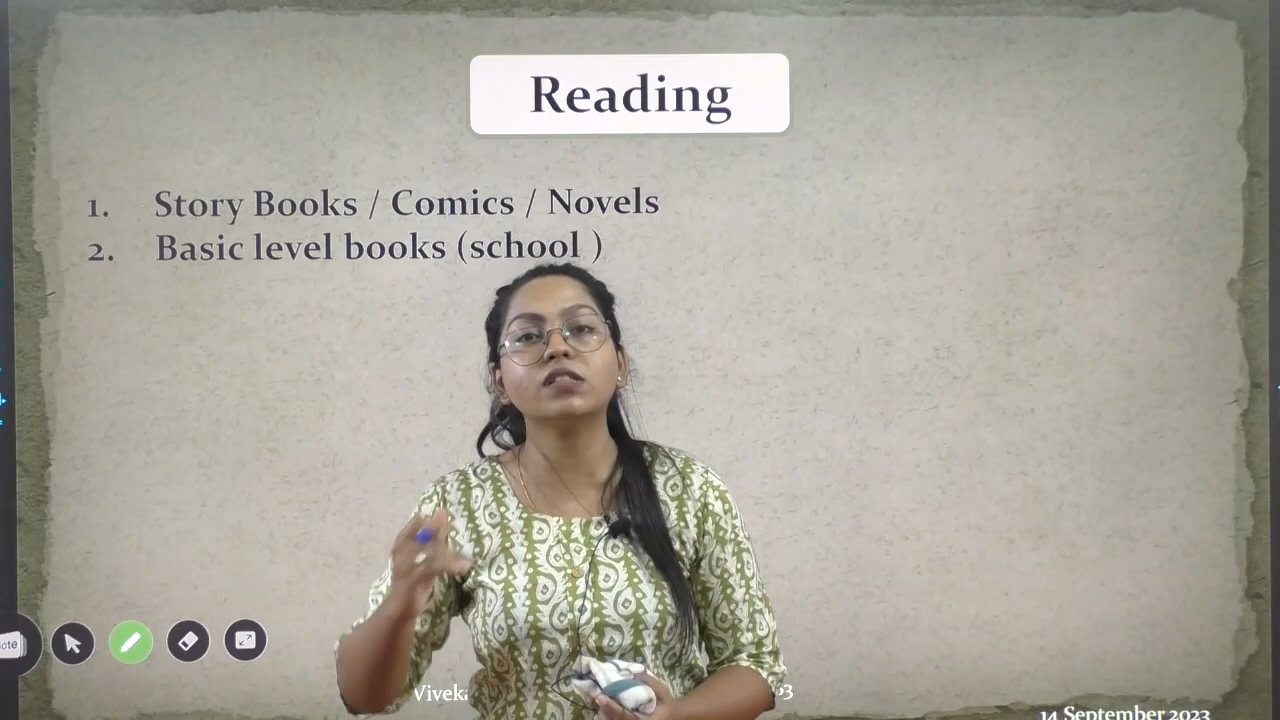 Reading
1. Story Books / Comics / Novels
2. Basic level books (school )
14 September 2023